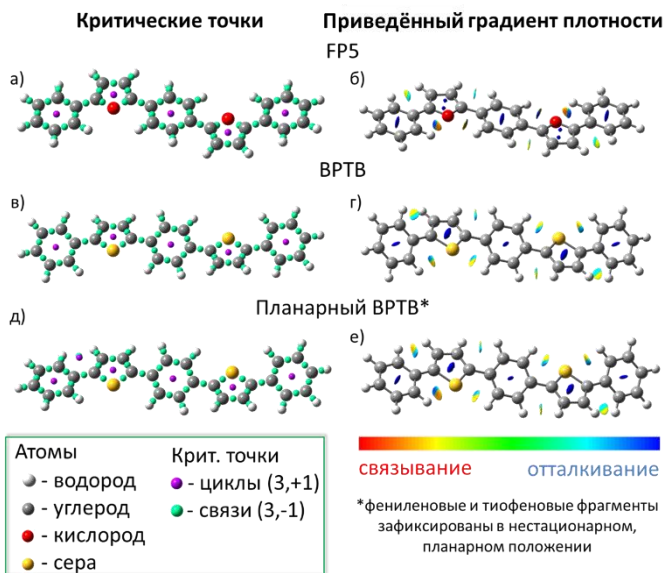 Критические точки
Приведённый градиент плотности
FP5
а)
б)
BPTB
в)
г)
Планарный BPTB*
д)
е)
Атомы
- водород
- углерод
- кислород
- сера
Крит. точки
- циклы (3,+1)
- связи (3,-1)
связывание
отталкивание
*фениленовые и тиофеновые фрагменты
зафиксированы в нестационарном,
планарном положении